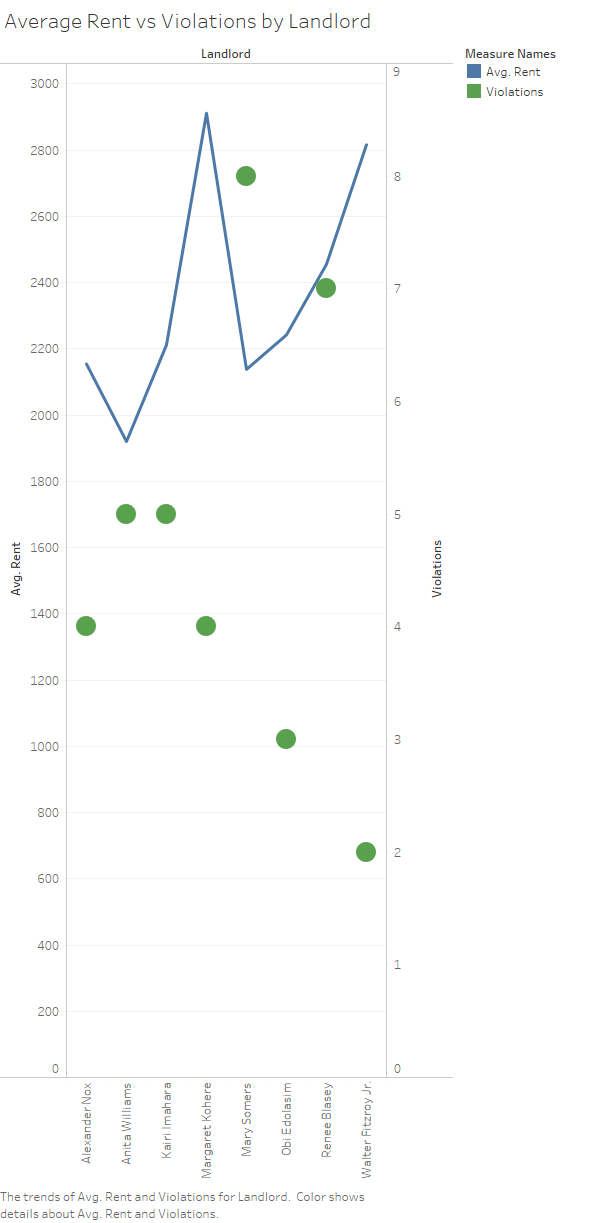 Average Rent vs Violations by Landlord
Landlord
Measure Names
Avg. Rent
Violations
3000
2800
2600
2400
2200
2000
1800
1600
1400
1200
1000
800
600
400
200
0
Avg. Rent
9
8
7
6
5
4
3
2
1
0
Violations
Alexander Nox
Anita Williams
Kairi Imahara
Margaret Kohere
Mary Somers
Obi Edolasim
Renee Blasey
Walter Fitzroy Jr.
The trends of Avg. Rent and Violations for Landlord. Color shows
details about Avg. Rent and Violations.